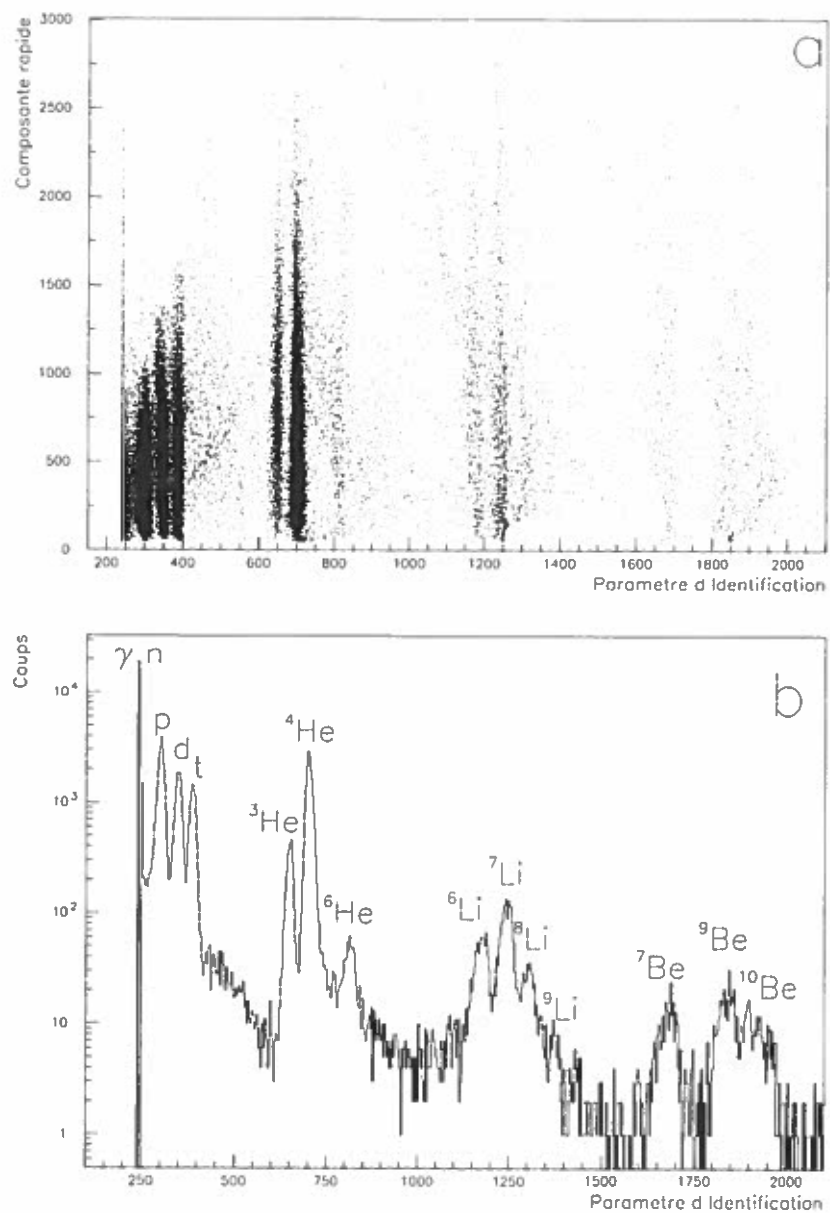 3000
a
Composante rapide
2500
2000
1500
1000
500
0
200 400 600 800 1000 1200 1400 1600 1800 2000
Parametre d Identification
Coups
b
γ n
10⁴
p
d
t
⁴He
10³
³He
⁶He
⁷Li
⁶Li
⁸Li
⁹Li
10²
⁹Be
⁷Be
¹⁰Be
10
1
250 500 750 1000 1250 1500 1750 2000
Parametre d Identification